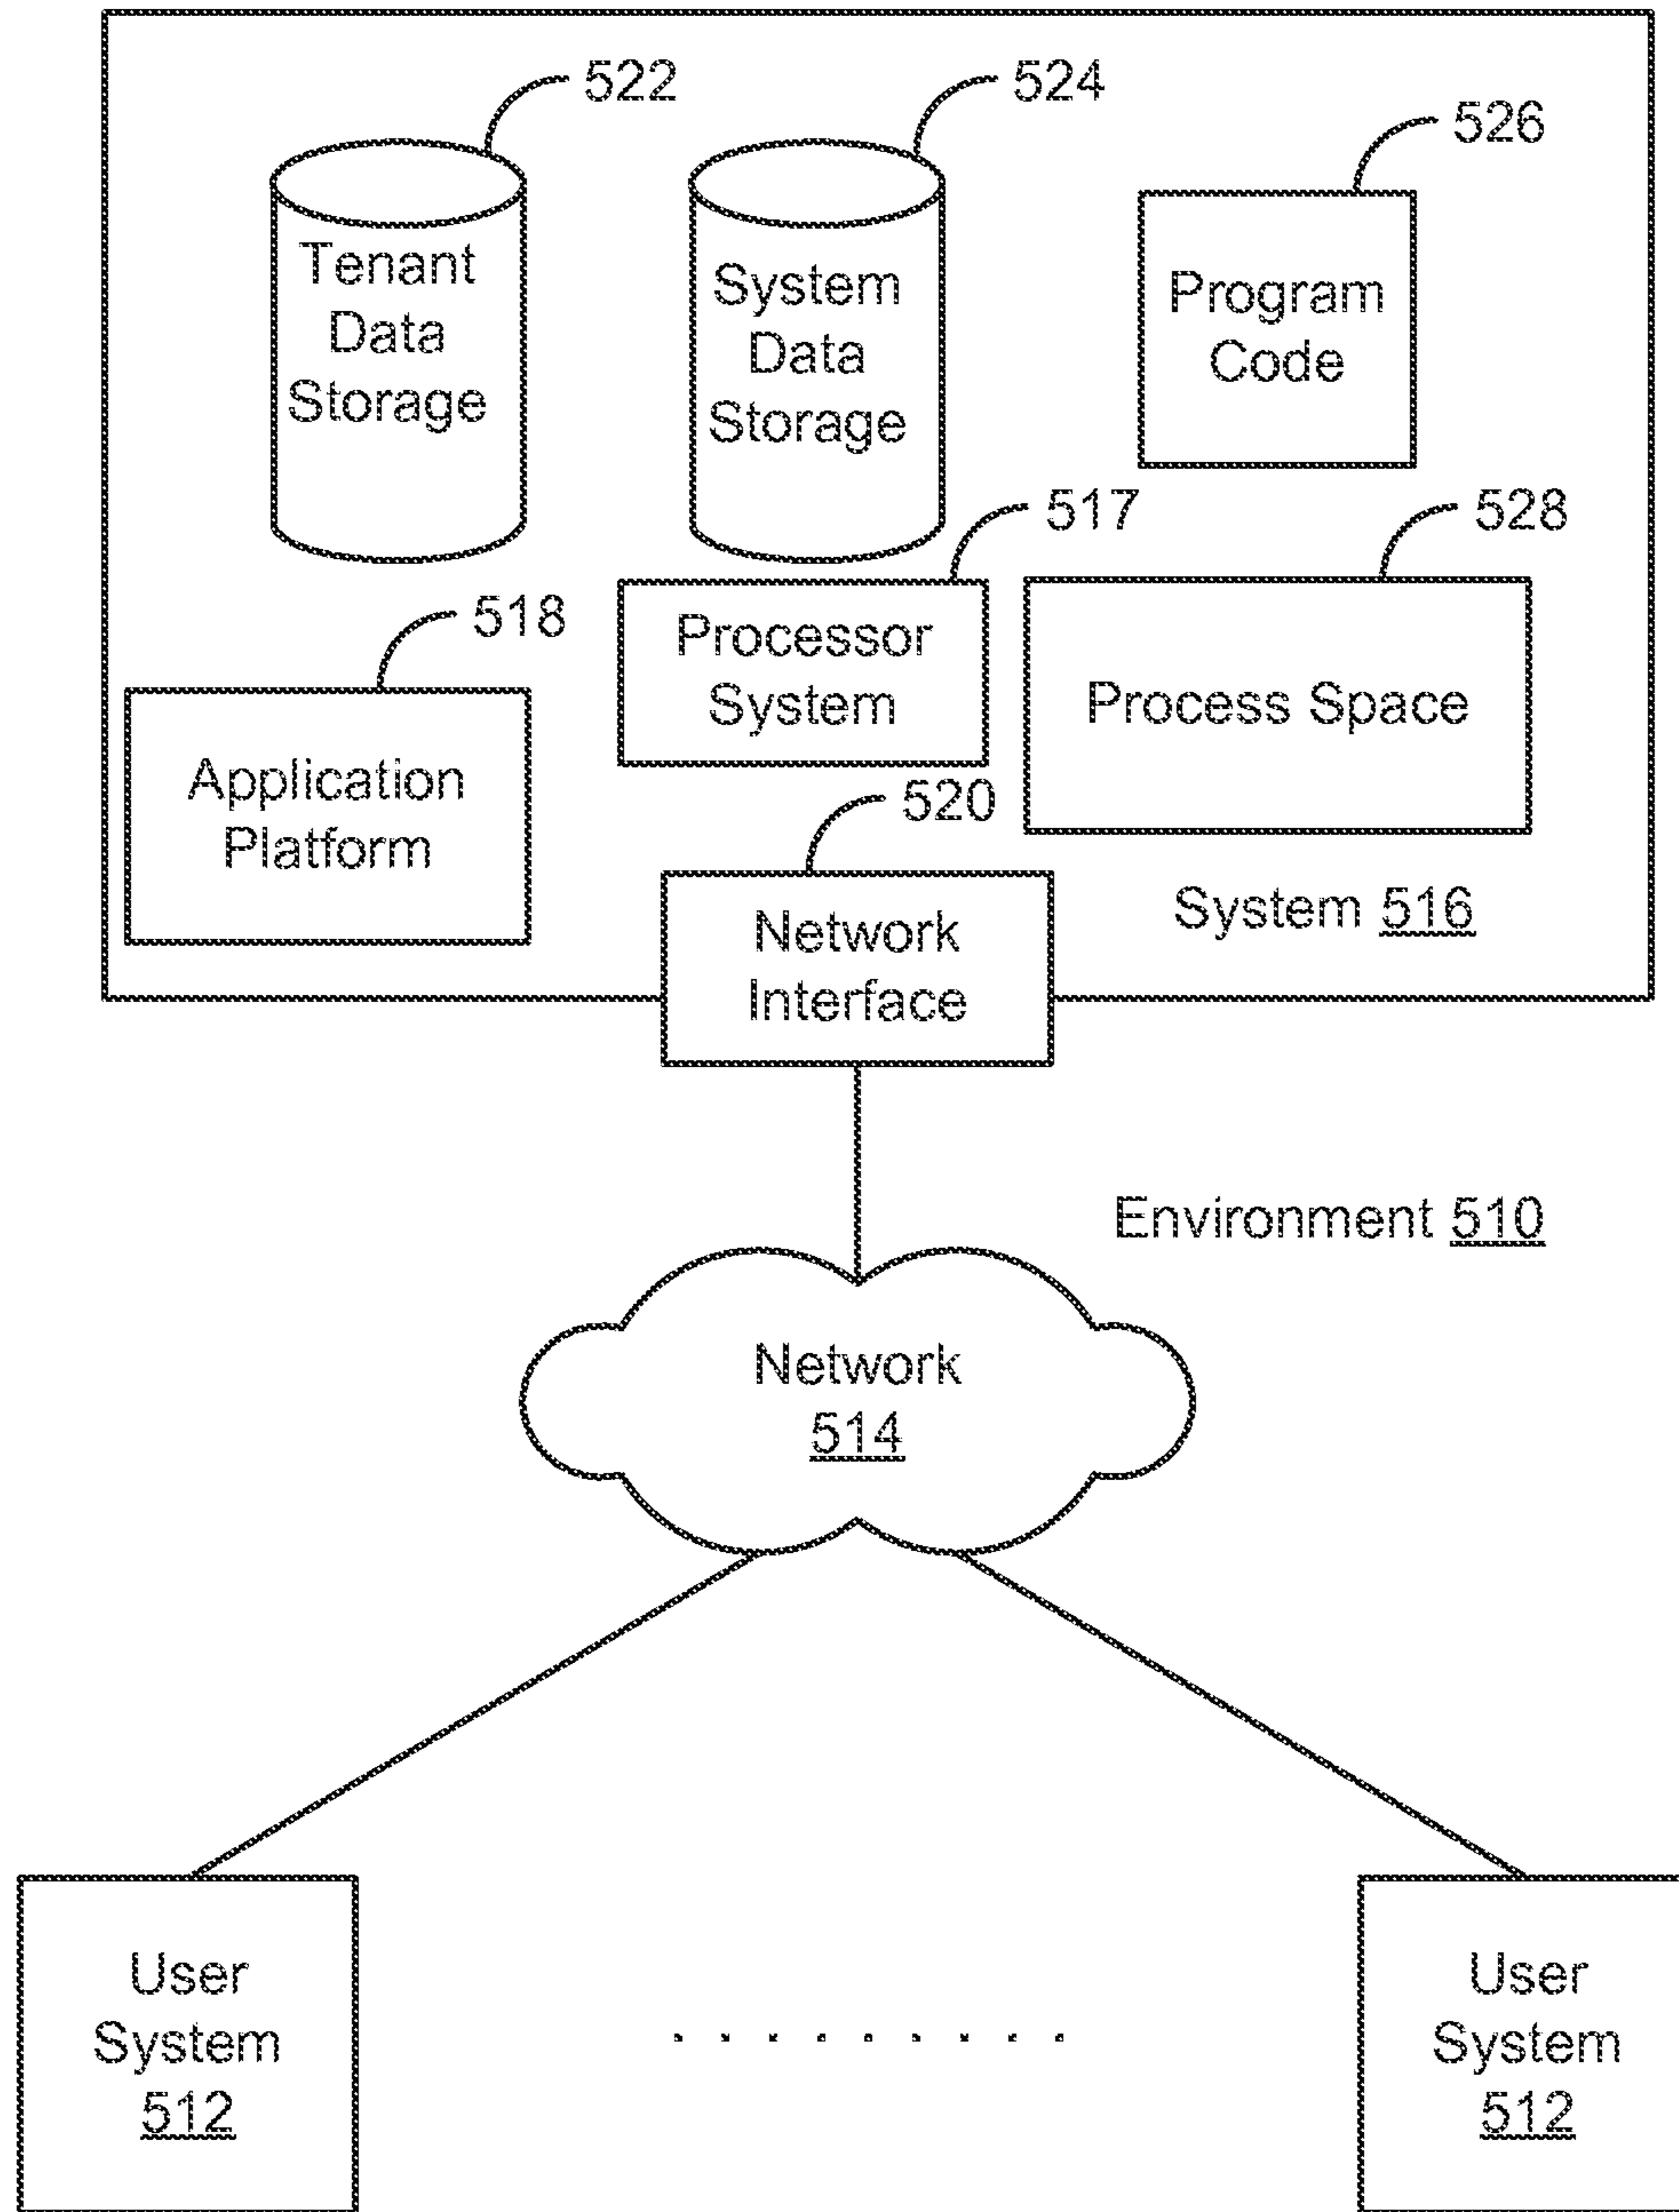 522
524
526
Tenant
Data
Storage
System
Data
Storage
Program
Code
517
528
518
Processor
System
Process Space
Application
Platform
520
Network
Interface
System 516
Environment 510
Network
514
User
System
512
User
System
512